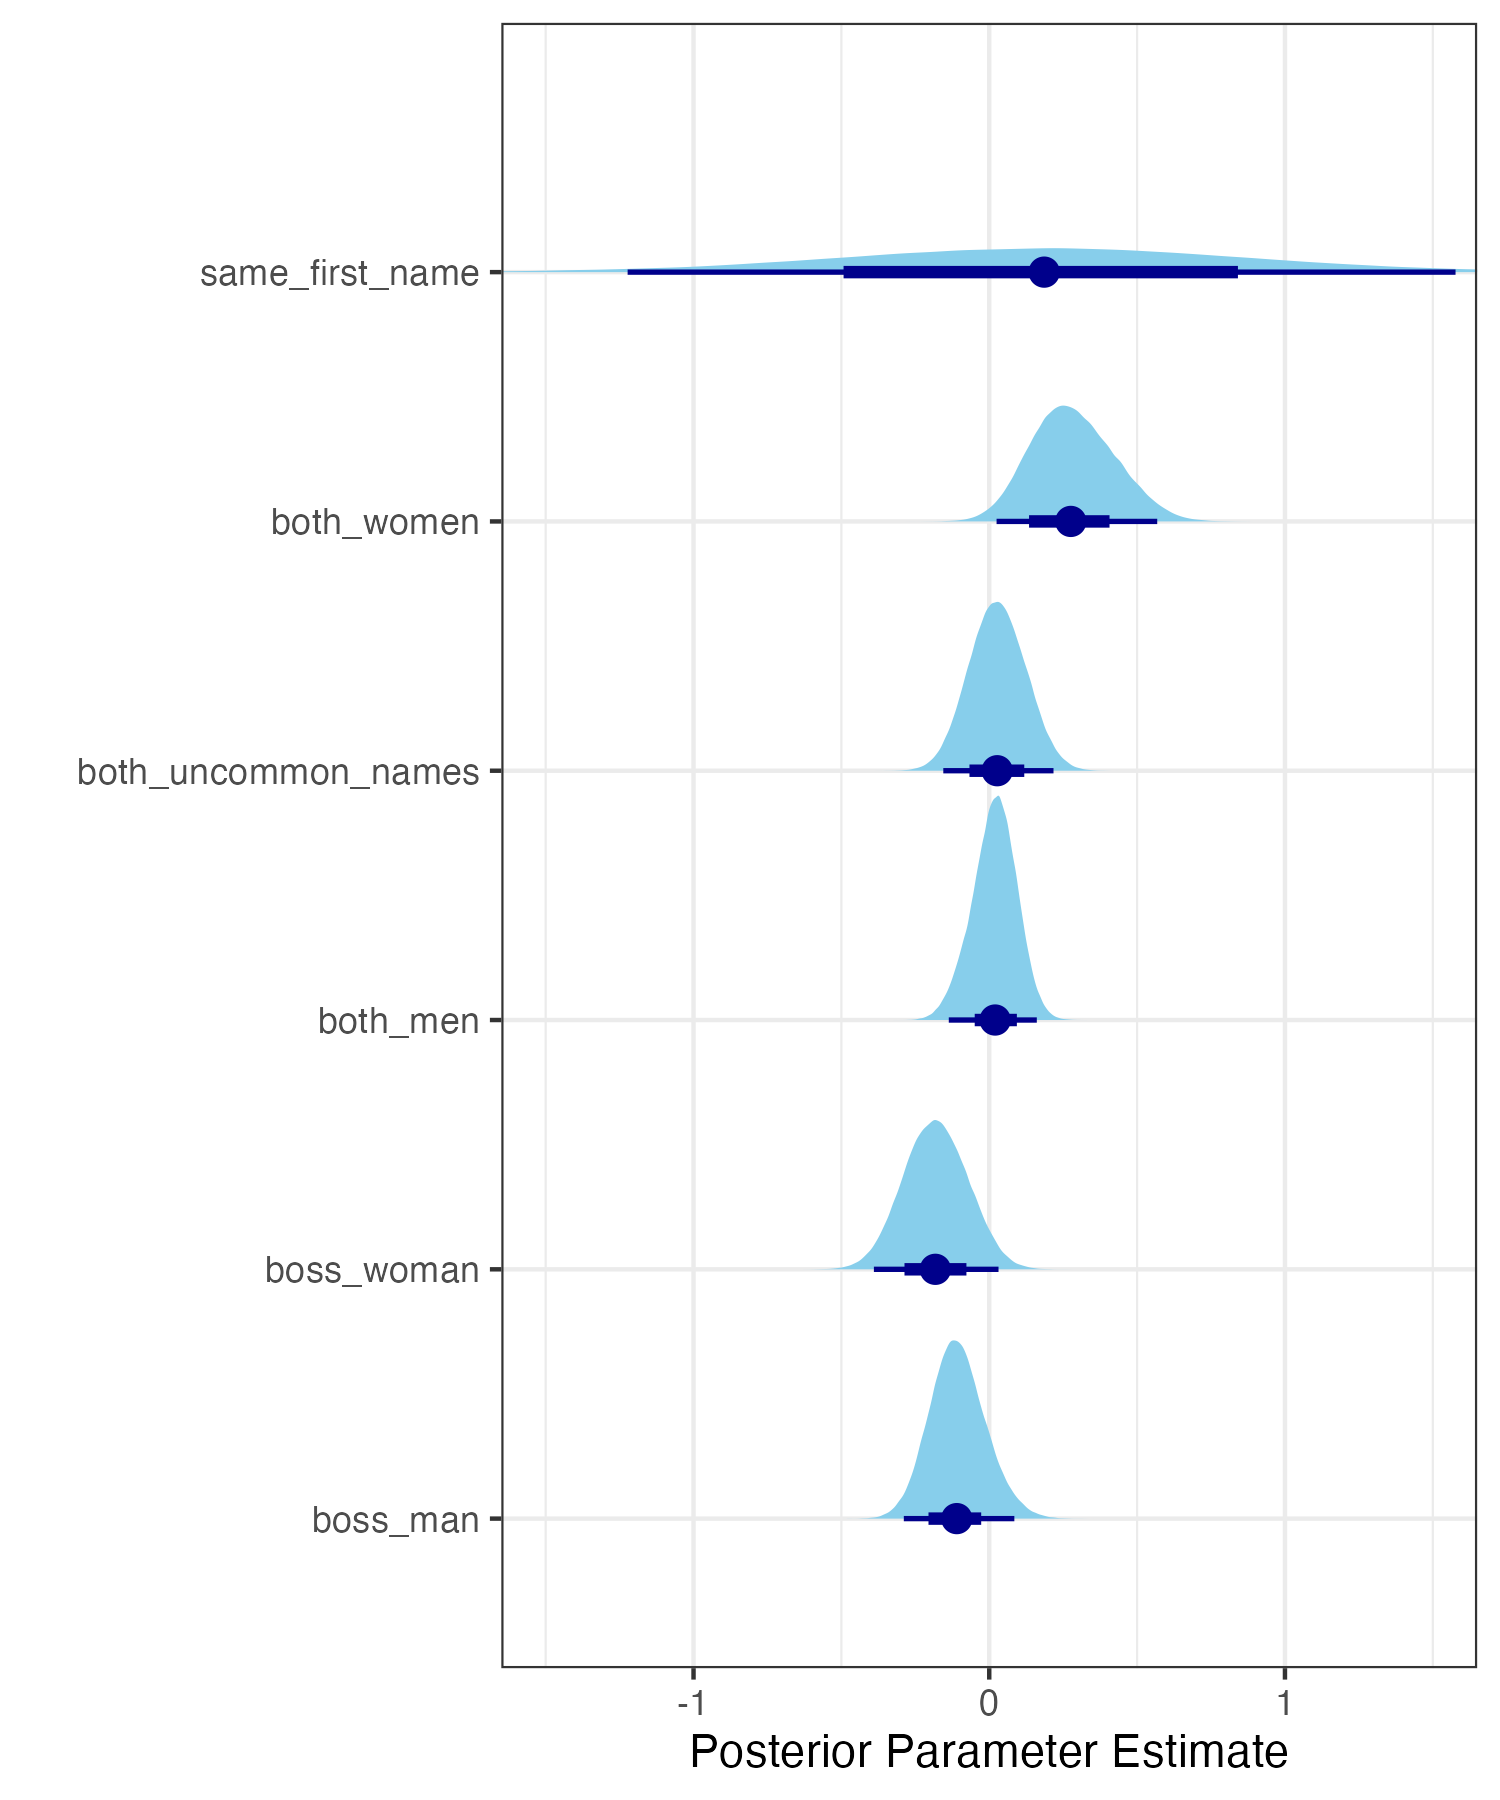 same_first_name
both_women
both_uncommon_names
both_men
boss_woman
boss_man
-1 0 1
Posterior Parameter Estimate